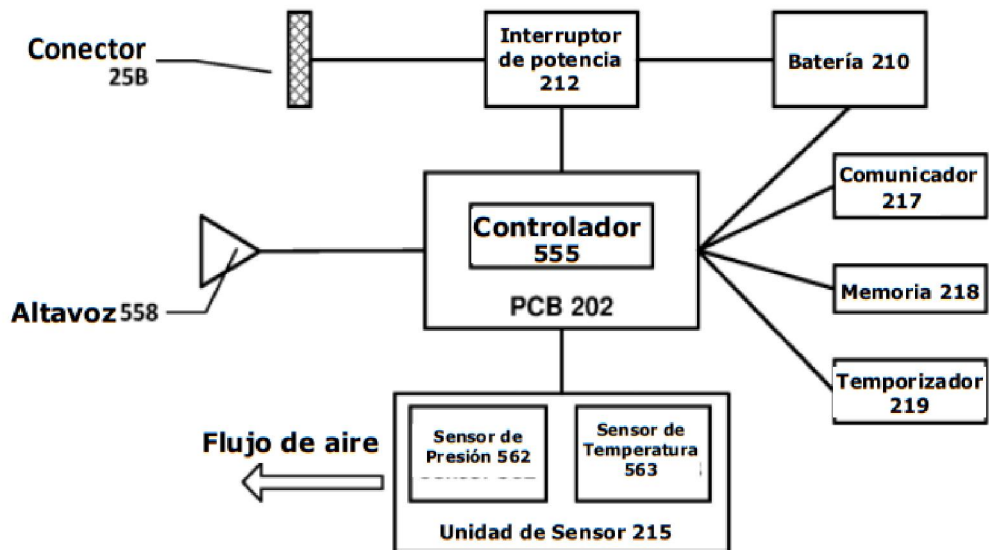 Conector
25B
Interruptor
de potencia
212
Batería 210
Comunicador
217
Controlador
555
PCB 202
Altavoz 558
Memoria 218
Temporizador
219
Flujo de aire
Sensor de
Presión 562
Sensor de
Temperatura
563
Unidad de Sensor 215